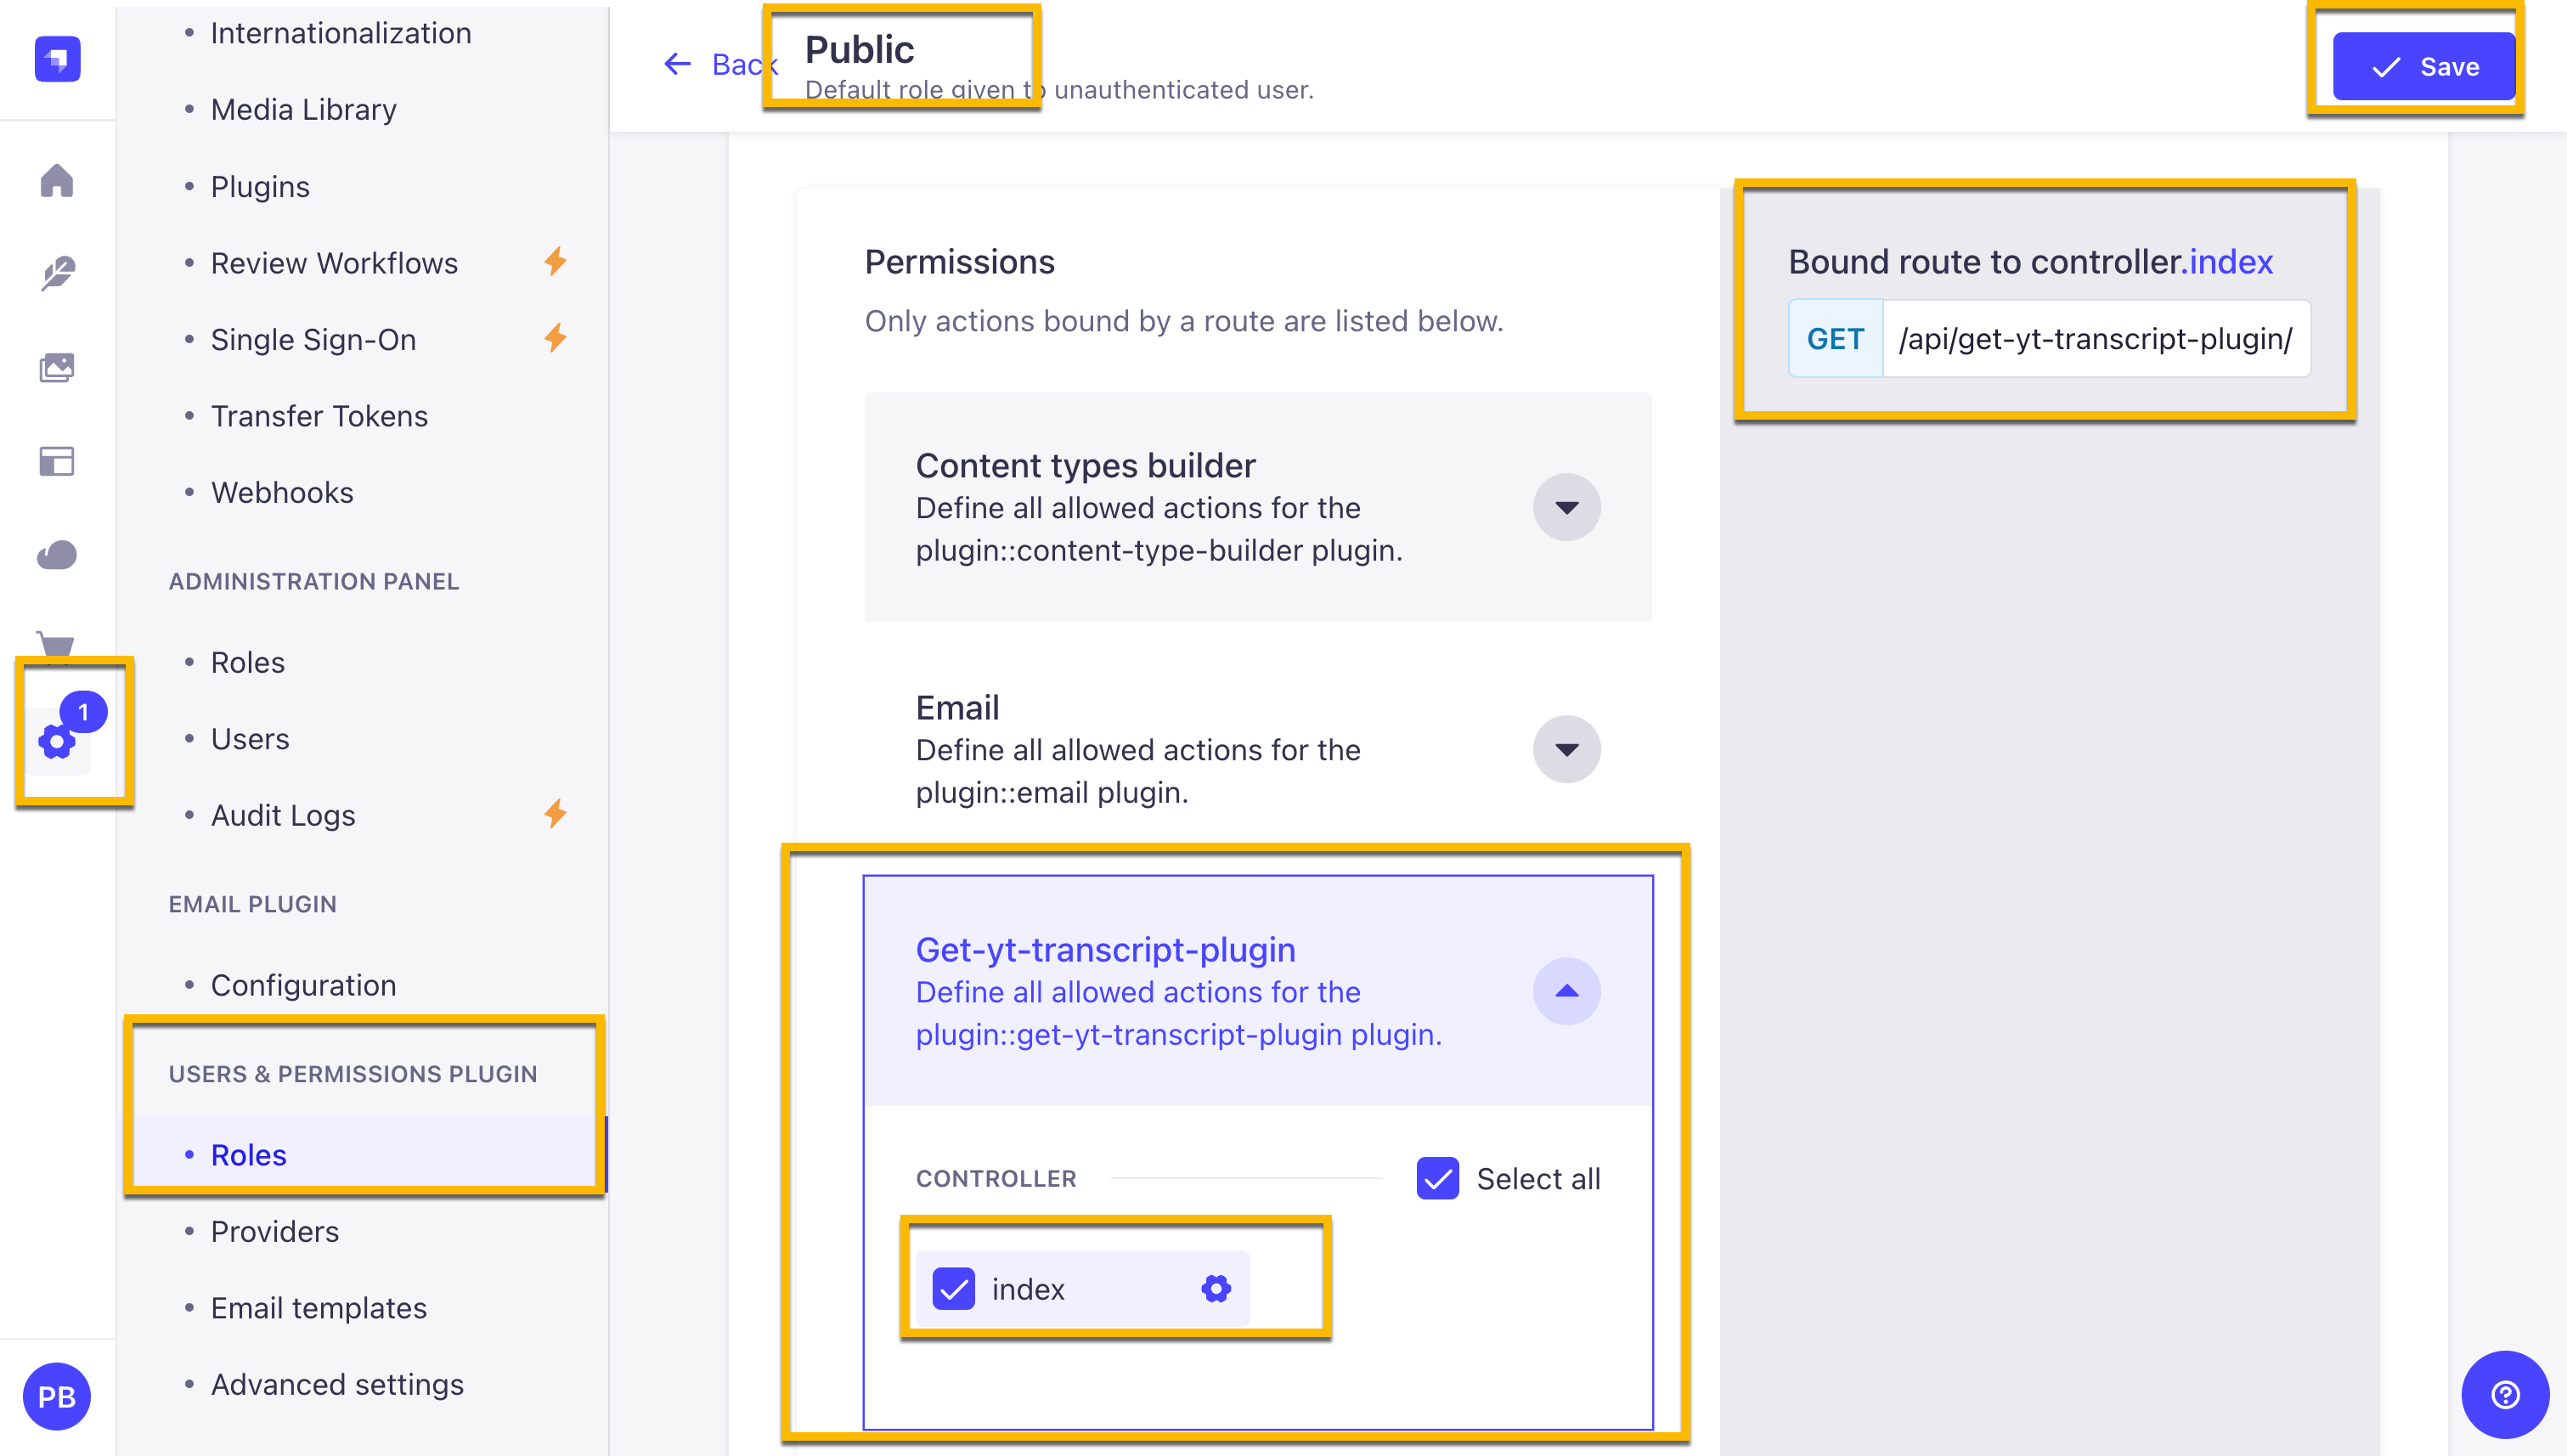 Internationalization
Media Library
Plugins
Review Workflows
Single Sign-On
Transfer Tokens
Webhooks
ADMINISTRATION PANEL
Roles
Users
Audit Logs
EMAIL PLUGIN
Configuration
USERS & PERMISSIONS PLUGIN
Roles
Providers
Email templates
Advanced settings
1
PB
Back
Public
Default role given to unauthenticated user.
Save
Permissions
Only actions bound by a route are listed below.
Content types builder
Define all allowed actions for the
plugin::content-type-builder plugin.
Email
Define all allowed actions for the
plugin::email plugin.
Get-yt-transcript-plugin
Define all allowed actions for the
plugin::get-yt-transcript-plugin plugin.
CONTROLLER
Select all
index
Bound route to controller.index
GET /api/get-yt-transcript-plugin/